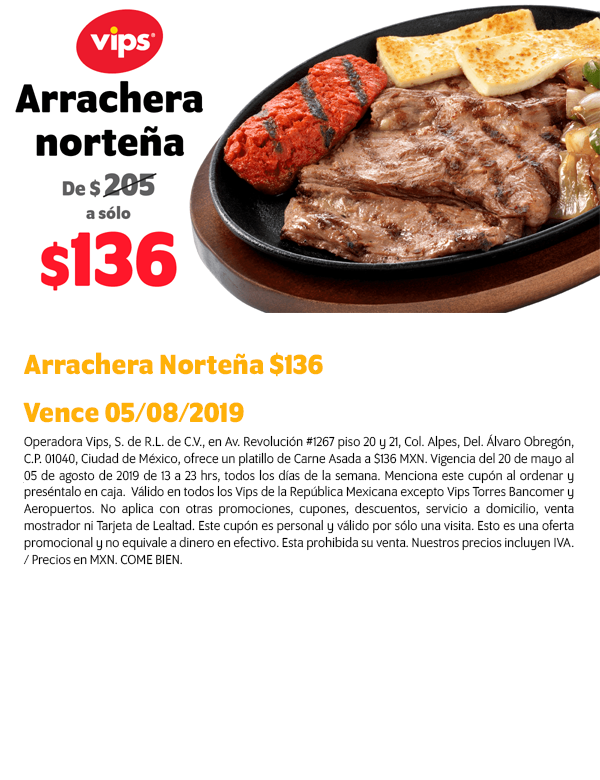 vips
Arrachera
norteña
De $ 205
a sólo
$136
Arrachera Norteña $136
Vence 05/08/2019
Operadora Vips, S. de R.L. de C.V., en Av. Revolución #1267 piso 20 y 21, Col. Alpes, Del. Álvaro Obregón,
C.P. 01040, Ciudad de México, ofrece un platillo de Carne Asada a $136 MXN. Vigencia del 20 de mayo al
05 de agosto de 2019 de 13 a 23 hrs, todos los días de la semana. Menciona este cupón al ordenar y
preséntalo en caja. Válido en todos los Vips de la República Mexicana excepto Vips Torres Bancomer y
Aeropuertos. No aplica con otras promociones, cupones, descuentos, servicio a domicilio, venta
mostrador ni Tarjeta de Lealtad. Este cupón es personal y válido por sólo una visita. Esto es una oferta
promocional y no equivale a dinero en efectivo. Esta prohibida su venta. Nuestros precios incluyen IVA.
/ Precios en MXN. COME BIEN.